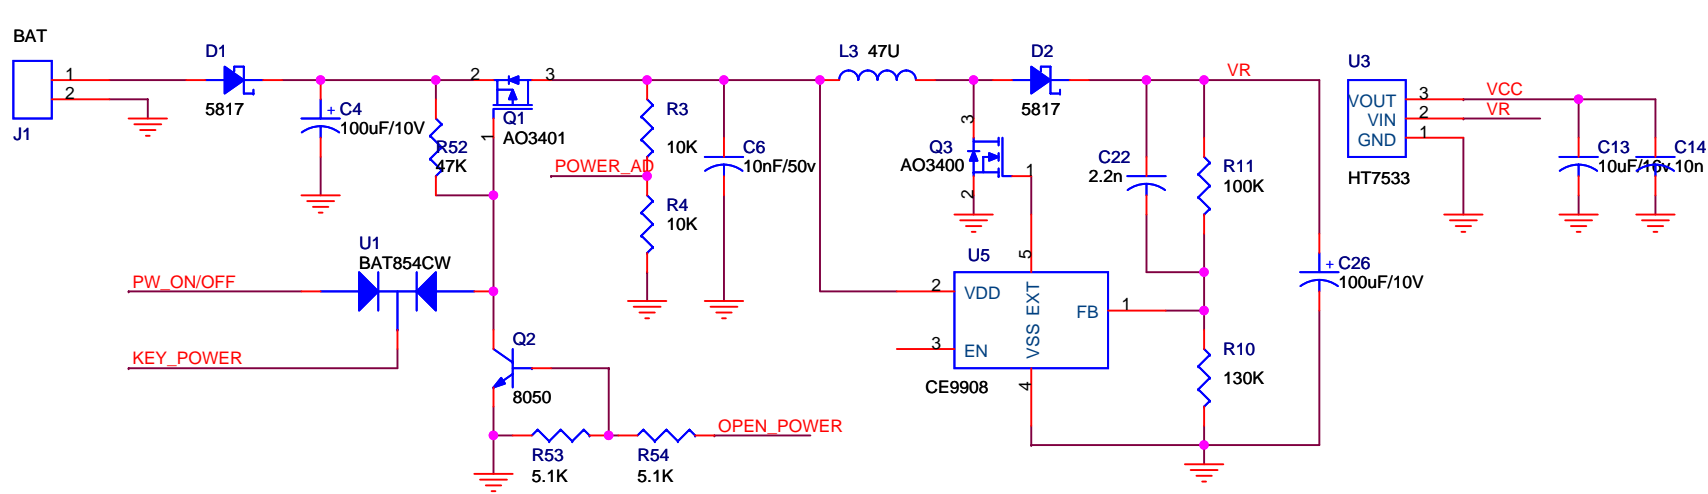 BAT
1
2
J1
D1
5817
+
C4
100uF/10V
2
3
1
Q1
AO3401
R52
47K
R3
10K
POWER_AD
R4
10K
C6
10nF/50v
L3 47U
D2
5817
VR
3
Q3
AO3400
1
2
C22
2.2n
R11
100K
U3
VOUT
VIN
GND
3
2
1
HT7533
VCC
VR
C13
10uF/16v
C14
10n
U1
BAT854CW
PW_ON/OFF
KEY_POWER
Q2
8050
R53
5.1K
R54
5.1K
OPEN_POWER
U5
5
2
VDD
VSS EXT
FB
1
3
EN
4
CE9908
R10
130K
+
C26
100uF/10V